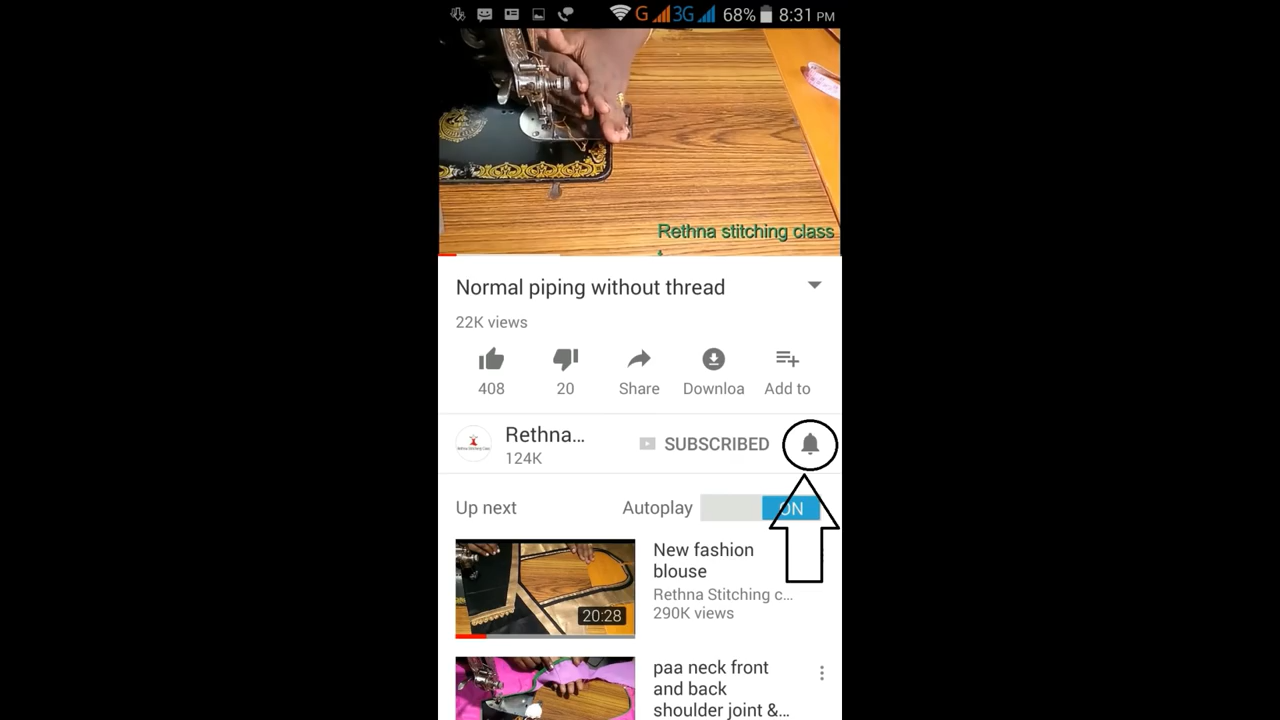 G 3G 68% 8:31 PM
Rethna stitching class
Normal piping without thread
22K views
408 20 Share Downloa Add to
Rethna... SUBSCRIBED
124K
Up next Autoplay ON
New fashion
blouse
Rethna Stitching c...
290K views
20:28
paa neck front
and back
shoulder joint &...